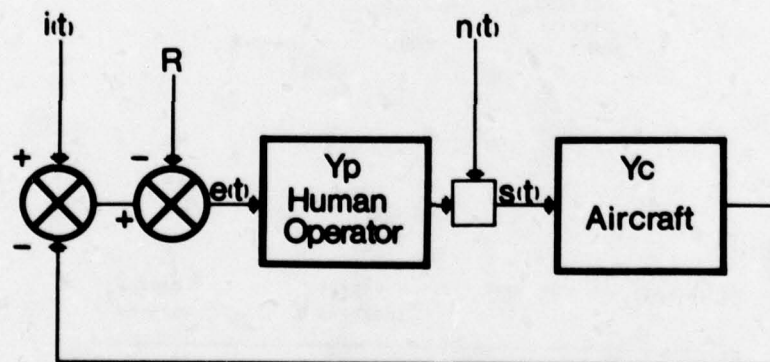 i(t)
n(t)
R
+
-
Yp
Human
Operator
Yc
Aircraft
e(t)
s(t)
+
-